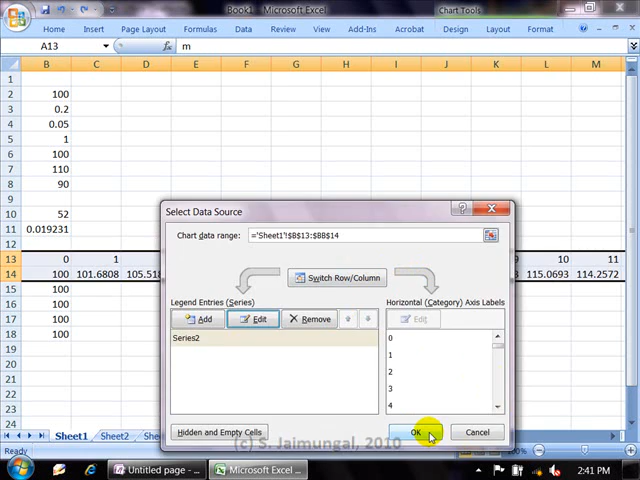 Book1 - Microsoft Excel
Chart Tools
Home Insert Page Layout Formulas Data Review View Add-Ins Acrobat Design Layout Format
A13 m
B C D E F G H I J K L M
1
2 100
3 0.2
4 0.05
5 1
6 100
7 110
8 90
9
10 52
11 0.019231
12
13 0 1 9 10 11
14 100 101.6808 105.518 115.0693 114.2572
15 100
16 100
17 100
18 100
19
20
21
22
23
24
Select Data Source
Chart data range: ='Sheet1'!$B$13:$BB$14
Switch Row/Column
Legend Entries (Series)
Horizontal (Category) Axis Labels
Add Edit Remove
Edit
Series2
0
1
2
3
4
Hidden and Empty Cells
OK Cancel
Sheet1 Sheet2
Ready
(c) S. Jaimungal, 2010
Untitled page - ...
Microsoft Excel - ...
2:41 PM